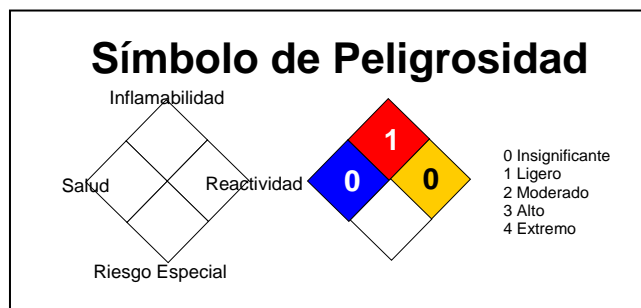 Símbolo de Peligrosidad
Inflamabilidad
Salud
Reactividad
Riesgo Especial
1
0
0
0 Insignificante
1 Ligero
2 Moderado
3 Alto
4 Extremo